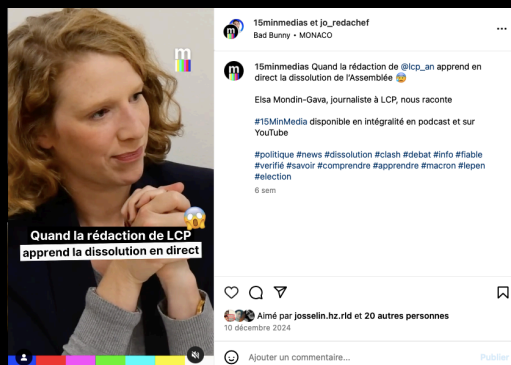 m
Quand la rédaction de LCP
apprend la dissolution en direct
15minmedias et jo_redachef
Bad Bunny • MONACO
15minmedias Quand la rédaction de @lcp_an apprend en
direct la dissolution de l'Assemblée 😰
Elsa Mondin-Gava, journaliste à LCP, nous raconte
#15MinMedia disponible en intégralité en podcast et sur
YouTube
#politique #news #dissolution #clash #debat #info #fiable
#verifié #savoir #comprendre #apprendre #macron #lepen
#election
6 sem
Aimé par josselin.hz.rld et 20 autres personnes
10 décembre 2024
Ajouter un commentaire...
Publier